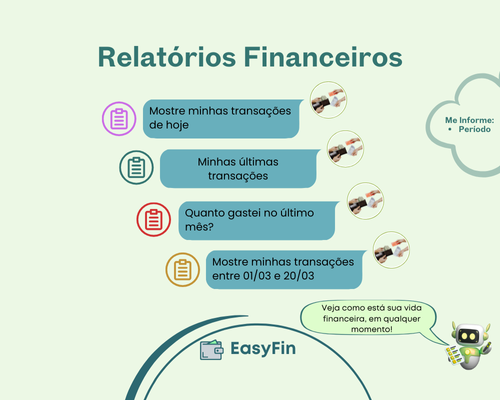 Relatórios Financeiros
Mostre minhas transações
de hoje
Me Informe:
• Período
Minhas últimas
transações
Quanto gastei no último
mês?
Mostre minhas transações
entre 01/03 e 20/03
Veja como está sua vida
financeira, em qualquer
momento!
EasyFin